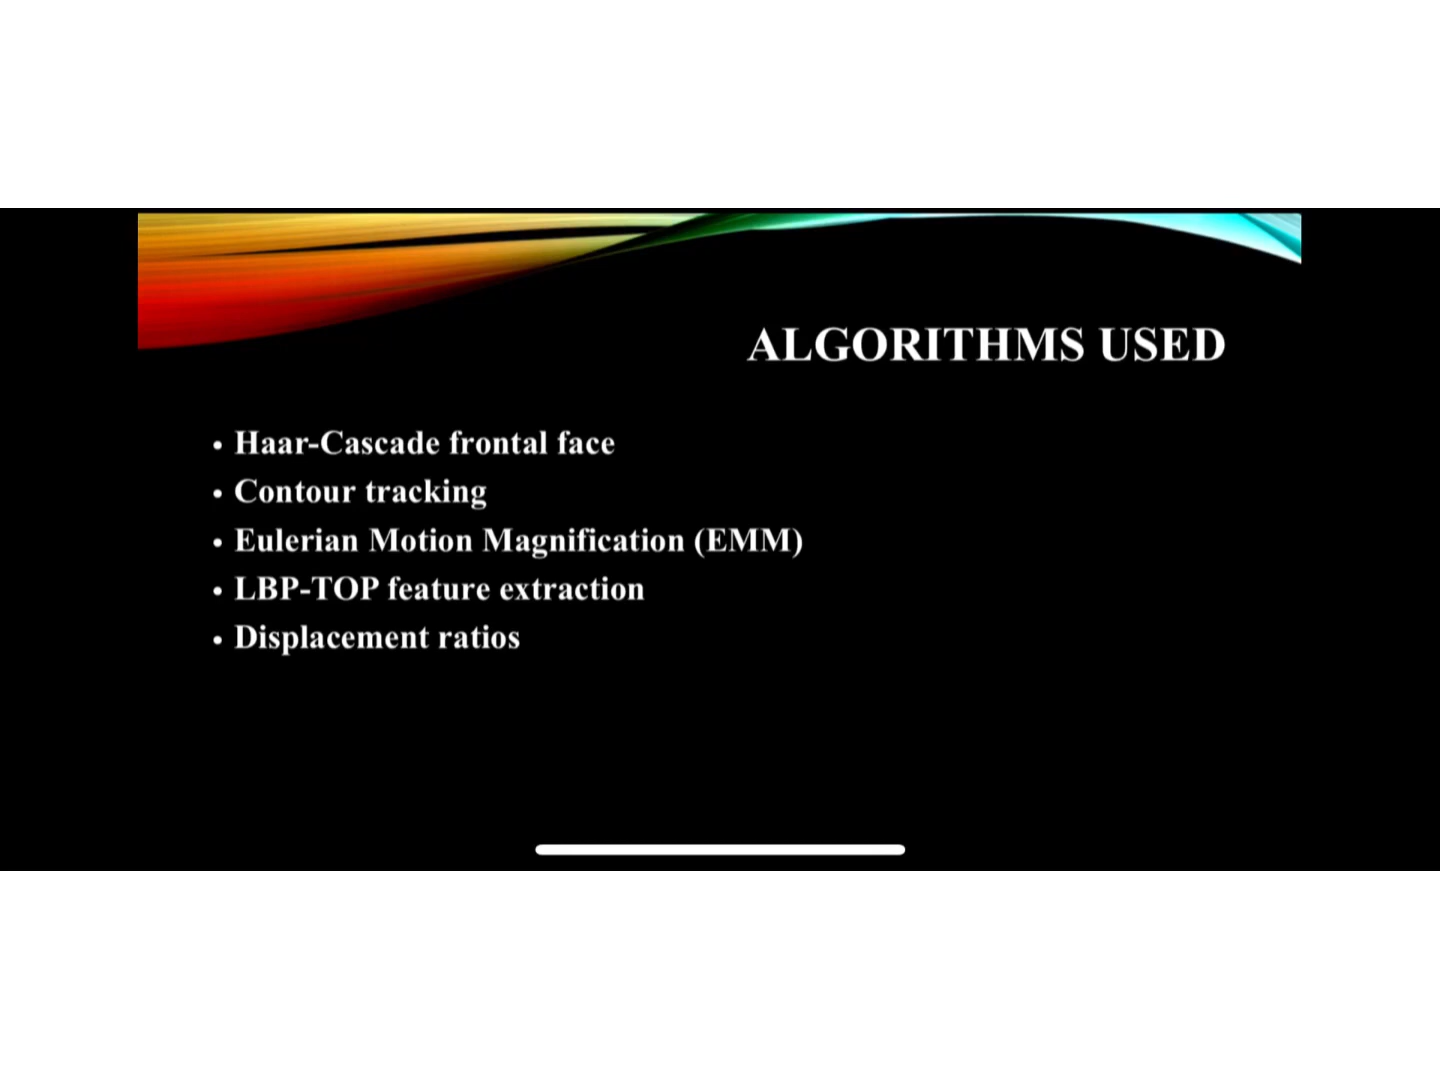 ALGORITHMS USED
• Haar-Cascade frontal face
• Contour tracking
• Eulerian Motion Magnification (EMM)
• LBP-TOP feature extraction
• Displacement ratios